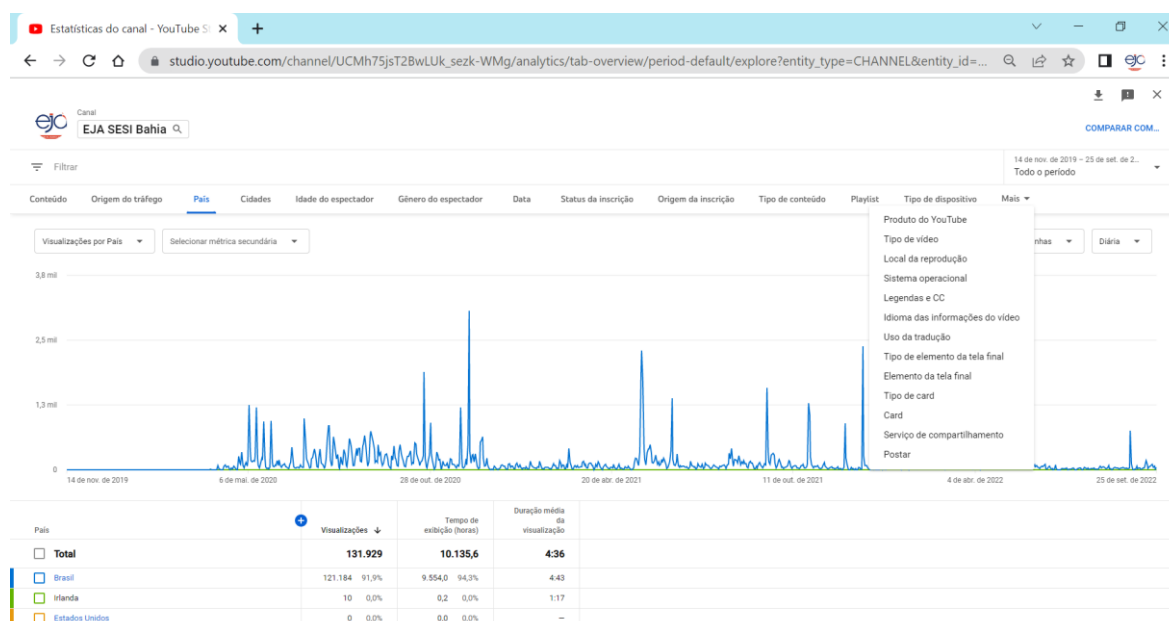 Estatísticas do canal - YouTube S
studio.youtube.com/channel/UCMh75jsT2BwLUk_sezk-WMg/analytics/tab-overview/period-default/explore?entity_type=CHANNEL&entity_id=...
ejo
ejo
Canal
EJA SESI Bahia
COMPARAR COM...
Filtrar
14 de nov. de 2019 – 25 de set. de 2...
Todo o período
Conteúdo Origem do tráfego País Cidades Idade do espectador Gênero do espectador Data Status da inscrição Origem da inscrição Tipo de conteúdo Playlist Tipo de dispositivo Mais
Visualizações por País Selecionar métrica secundária nhas Diária
Produto do YouTube
Tipo de vídeo
Local da reprodução
Sistema operacional
Legendas e CC
Idioma das informações do vídeo
Uso da tradução
Tipo de elemento da tela final
Elemento da tela final
Tipo de card
Card
Serviço de compartilhamento
Postar
3,8 mil
2,5 mil
1,3 mil
0
14 de nov. de 2019 6 de mai. de 2020 28 de out. de 2020 20 de abr. de 2021 11 de out. de 2021 4 de abr. de 2022 25 de set. de 2022
País Visualizações Tempo de exibição (horas) Duração média da visualização
Total 131.929 10.135,6 4:36
Brasil 121.184 91,9% 9.554,0 94,3% 4:43
Irlanda 10 0,0% 0,2 0,0% 1:17
Estados Unidos 0 0,0% 0,0 0,0% –